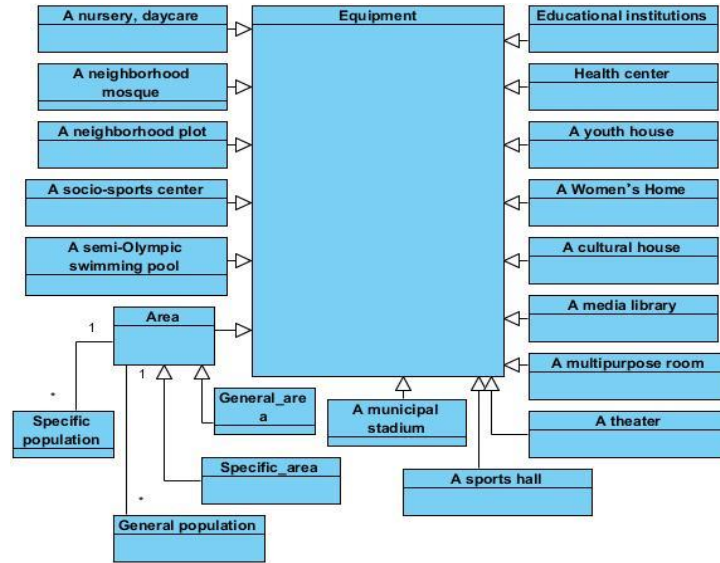 A nursery, daycare
Equipment
Educational institutions
A neighborhood
mosque
Health center
A neighborhood plot
A youth house
A socio-sports center
A Women's Home
A semi-Olympic
swimming pool
A cultural house
Area
A media library
1
1
*
General_are
a
A municipal
stadium
A multipurpose room
Specific
population
A theater
Specific_area
A sports hall
*
General population